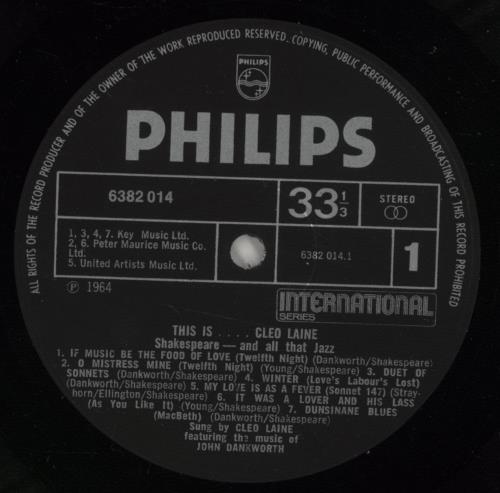 ALL RIGHTS OF THE RECORD PRODUCER AND OF THE OWNER OF THE WORK REPRODUCED RESERVED. COPYING, PUBLIC PERFORMANCE AND BROADCASTING OF THIS RECORD PROHIBITED
PHILIPS
PHILIPS
6382 014
33 1/3
STEREO
1, 3, 4, 7. Key Music Ltd.
2, 6. Peter Maurice Music Co.
Ltd.
5. United Artists Music Ltd.
6382 014.1
1
Ⓟ 1964
INTERNATIONAL
SERIES
THIS IS .... CLEO LAINE
Shakespeare — and all that Jazz
1. IF MUSIC BE THE FOOD OF LOVE (Twelfth Night) (Dankworth/Shakespeare)
2. O MISTRESS MINE (Twelfth Night) (Young/Shakespeare) 3. DUET OF
SONNETS (Dankworth/Shakespeare) 4. WINTER (Love's Labour's Lost)
(Dankworth/Shakespeare) 5. MY LOVE IS AS A FEVER (Sonnet 147) (Stray-
horn/Ellington/Shakespeare) 6. IT WAS A LOVER AND HIS LASS
(As You Like It) (Young/Shakespeare) 7. DUNSINANE BLUES
(MacBeth) (Dankworth/Shakespeare)
Sung by CLEO LAINE
featuring the music of
JOHN DANKWORTH